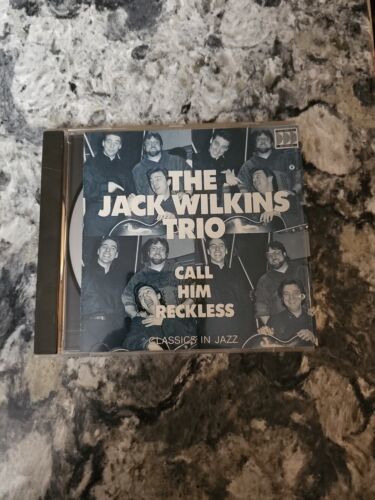 THE
JACK WILKINS
TRIO
CALL
HIM
RECKLESS
CLASSICS IN JAZZ